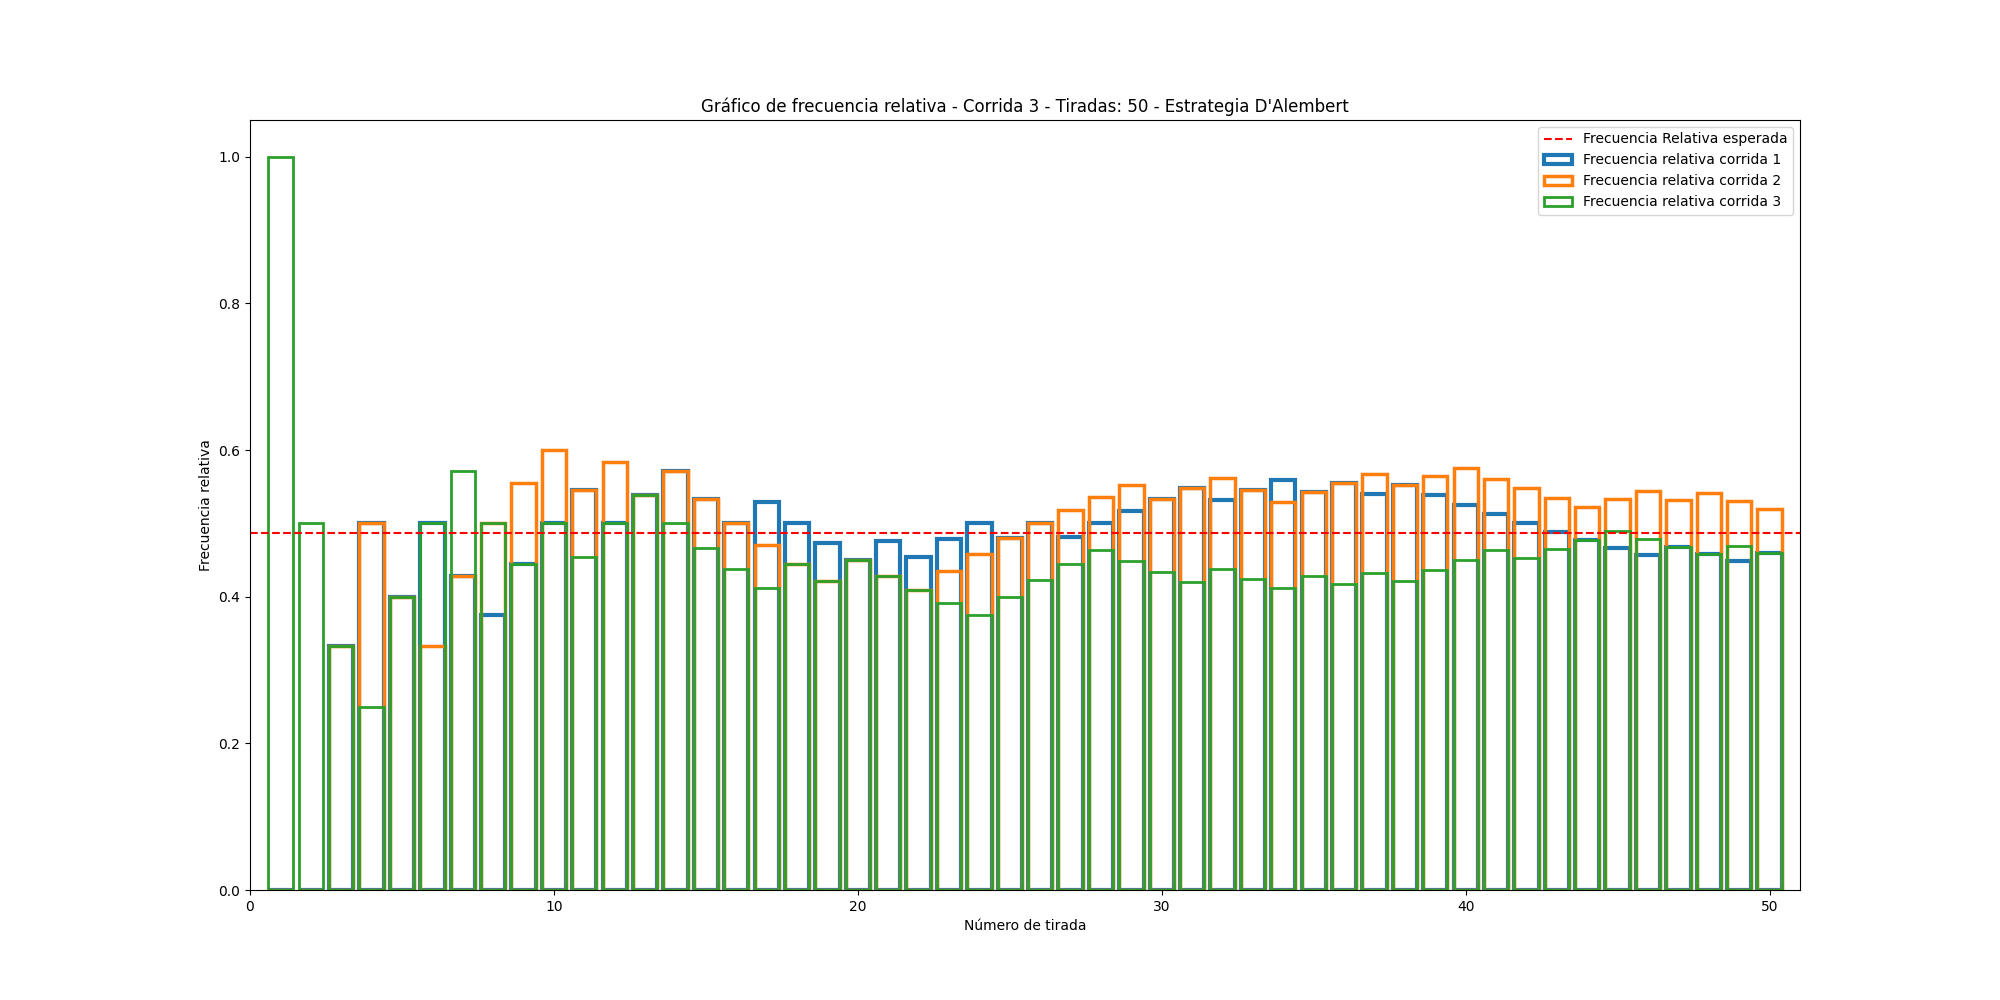 Gráfico de frecuencia relativa - Corrida 3 - Tiradas: 50 - Estrategia D'Alembert
Frecuencia Relativa esperada
Frecuencia relativa corrida 1
Frecuencia relativa corrida 2
Frecuencia relativa corrida 3
Frecuencia relativa
1.0
0.8
0.6
0.4
0.2
0.0
0 10 20 30 40 50
Número de tirada